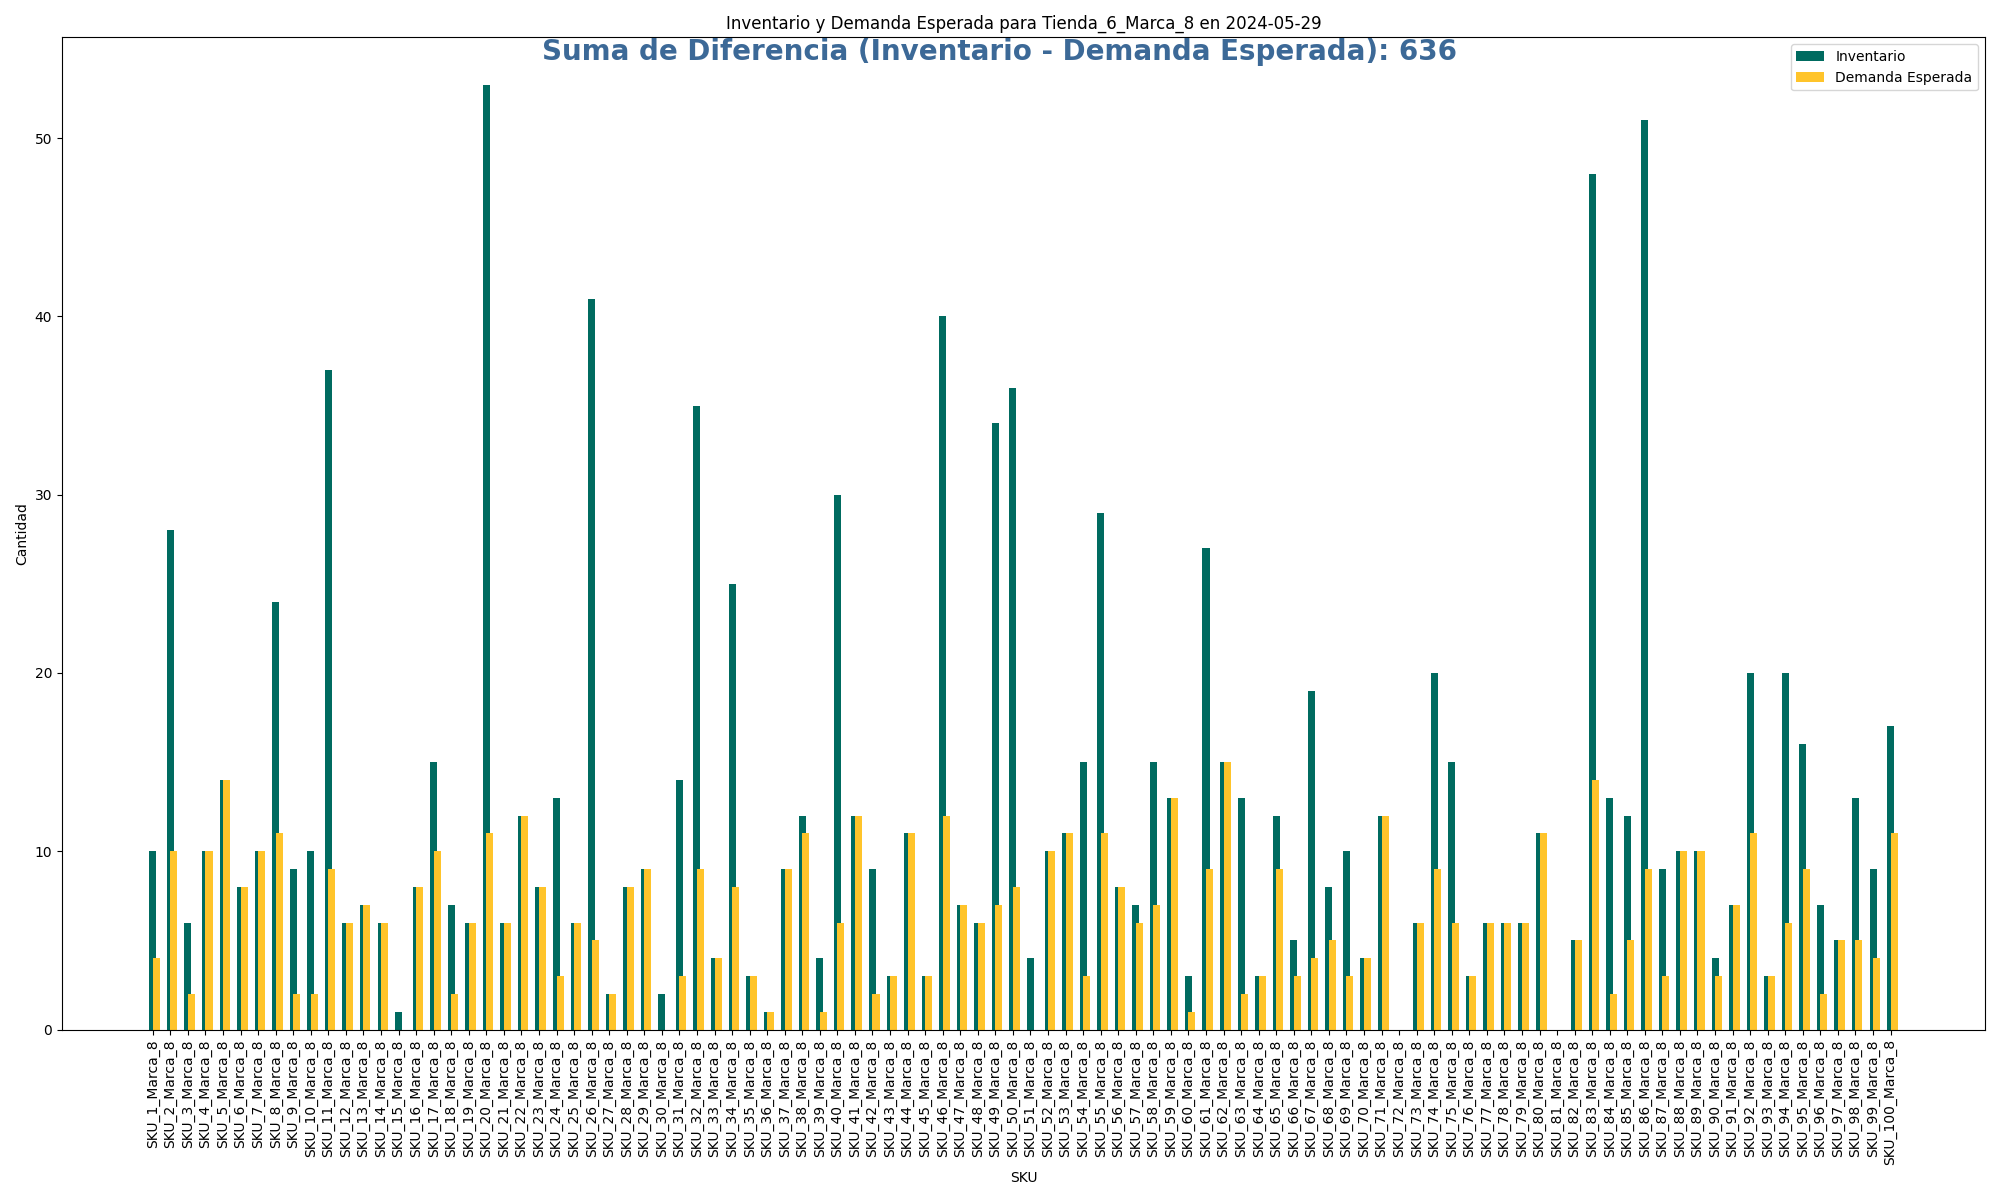 Inventario y Demanda Esperada para Tienda_6_Marca_8 en 2024-05-29
Suma de Diferencia (Inventario - Demanda Esperada): 636
Inventario
Demanda Esperada
Cantidad
50
40
30
20
10
0
SKU_1_Marca_8
SKU_2_Marca_8
SKU_3_Marca_8
SKU_4_Marca_8
SKU_5_Marca_8
SKU_6_Marca_8
SKU_7_Marca_8
SKU_8_Marca_8
SKU_9_Marca_8
SKU_10_Marca_8
SKU_11_Marca_8
SKU_12_Marca_8
SKU_13_Marca_8
SKU_14_Marca_8
SKU_15_Marca_8
SKU_16_Marca_8
SKU_17_Marca_8
SKU_18_Marca_8
SKU_19_Marca_8
SKU_20_Marca_8
SKU_21_Marca_8
SKU_22_Marca_8
SKU_23_Marca_8
SKU_24_Marca_8
SKU_25_Marca_8
SKU_26_Marca_8
SKU_27_Marca_8
SKU_28_Marca_8
SKU_29_Marca_8
SKU_30_Marca_8
SKU_31_Marca_8
SKU_32_Marca_8
SKU_33_Marca_8
SKU_34_Marca_8
SKU_35_Marca_8
SKU_36_Marca_8
SKU_37_Marca_8
SKU_38_Marca_8
SKU_39_Marca_8
SKU_40_Marca_8
SKU_41_Marca_8
SKU_42_Marca_8
SKU_43_Marca_8
SKU_44_Marca_8
SKU_45_Marca_8
SKU_46_Marca_8
SKU_47_Marca_8
SKU_48_Marca_8
SKU_49_Marca_8
SKU_50_Marca_8
SKU_51_Marca_8
SKU_52_Marca_8
SKU_53_Marca_8
SKU_54_Marca_8
SKU_55_Marca_8
SKU_56_Marca_8
SKU_57_Marca_8
SKU_58_Marca_8
SKU_59_Marca_8
SKU_60_Marca_8
SKU_61_Marca_8
SKU_62_Marca_8
SKU_63_Marca_8
SKU_64_Marca_8
SKU_65_Marca_8
SKU_66_Marca_8
SKU_67_Marca_8
SKU_68_Marca_8
SKU_69_Marca_8
SKU_70_Marca_8
SKU_71_Marca_8
SKU_72_Marca_8
SKU_73_Marca_8
SKU_74_Marca_8
SKU_75_Marca_8
SKU_76_Marca_8
SKU_77_Marca_8
SKU_78_Marca_8
SKU_79_Marca_8
SKU_80_Marca_8
SKU_81_Marca_8
SKU_82_Marca_8
SKU_83_Marca_8
SKU_84_Marca_8
SKU_85_Marca_8
SKU_86_Marca_8
SKU_87_Marca_8
SKU_88_Marca_8
SKU_89_Marca_8
SKU_90_Marca_8
SKU_91_Marca_8
SKU_92_Marca_8
SKU_93_Marca_8
SKU_94_Marca_8
SKU_95_Marca_8
SKU_96_Marca_8
SKU_97_Marca_8
SKU_98_Marca_8
SKU_99_Marca_8
SKU_100_Marca_8
SKU